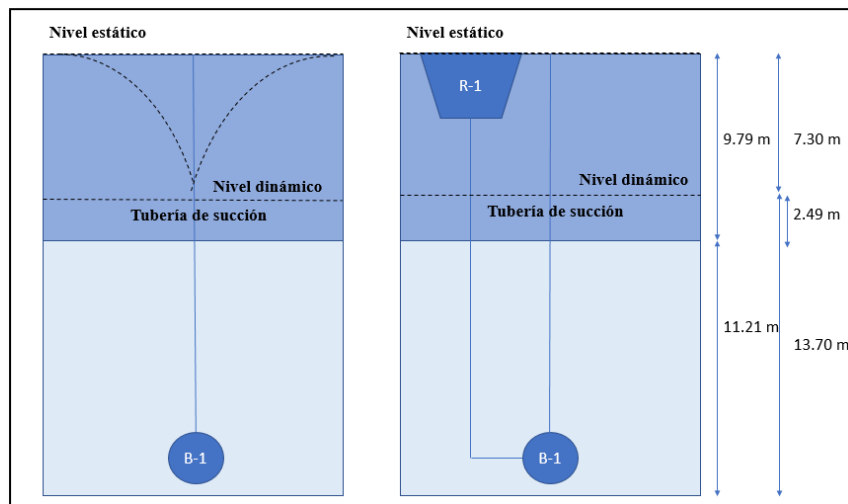 Nivel estático
Nivel dinámico
Tubería de succión
B-1
Nivel estático
R-1
Nivel dinámico
Tubería de succión
B-1
9.79 m
7.30 m
2.49 m
11.21 m
13.70 m